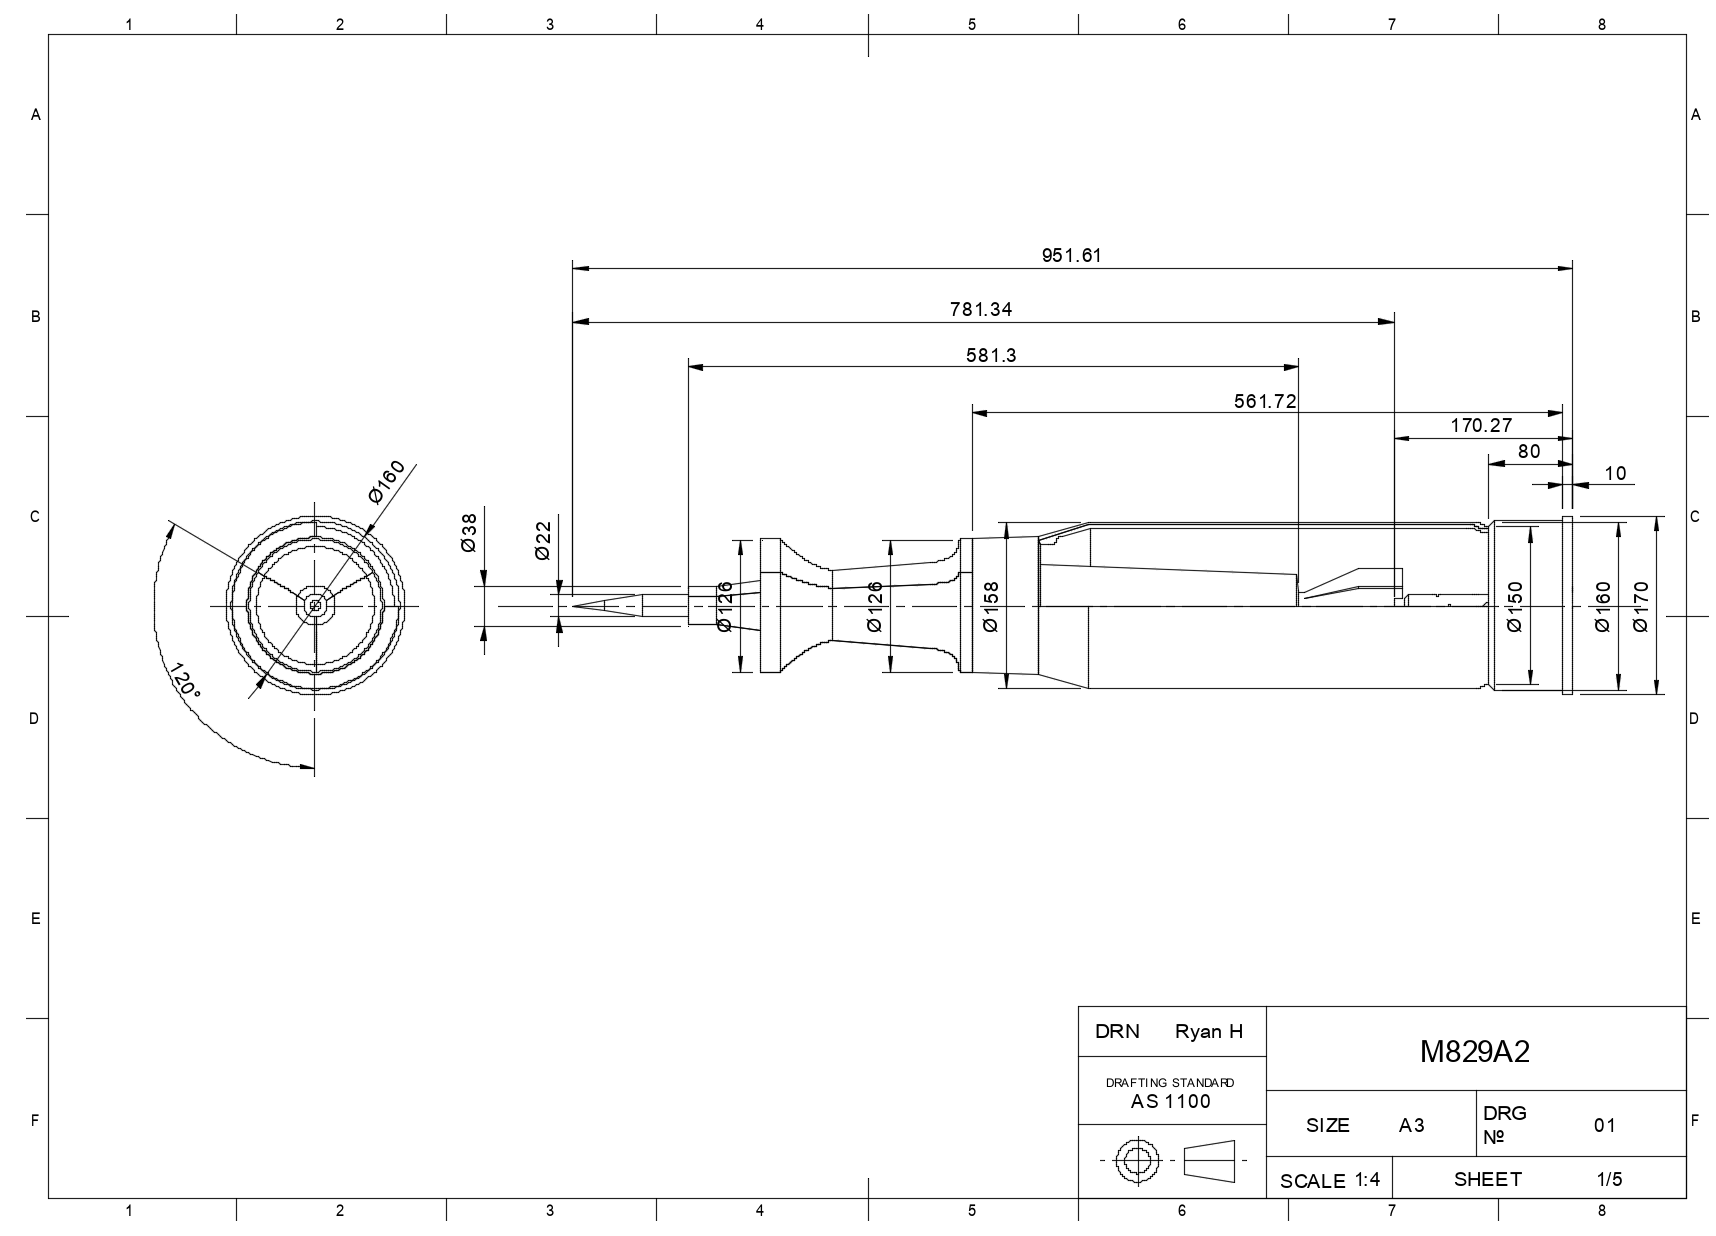 1 2 3 4 5 6 7 8
A A
951.61
B 781.34 B
581.3
561.72
170.27
80
10
Ø160
C C
Ø38
Ø22
Ø126
Ø126
Ø158
Ø150
Ø160
Ø170
120°
D D
E E
DRN Ryan H
M829A2
DRAFTING STANDARD
AS 1100
F F
SIZE A3
DRG
№
01
SCALE 1:4
SHEET 1/5
1 2 3 4 5 6 7 8